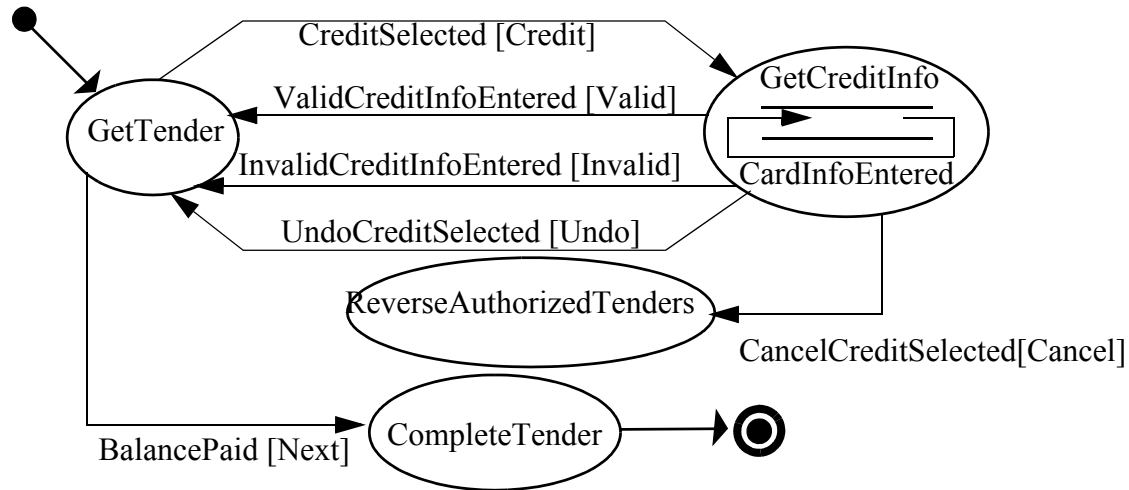 CreditSelected [Credit]
GetCreditInfo
ValidCreditInfoEntered [Valid]
GetTender
InvalidCreditInfoEntered [Invalid]
CardInfoEntered
UndoCreditSelected [Undo]
ReverseAuthorizedTenders
CancelCreditSelected[Cancel]
CompleteTender
BalancePaid [Next]